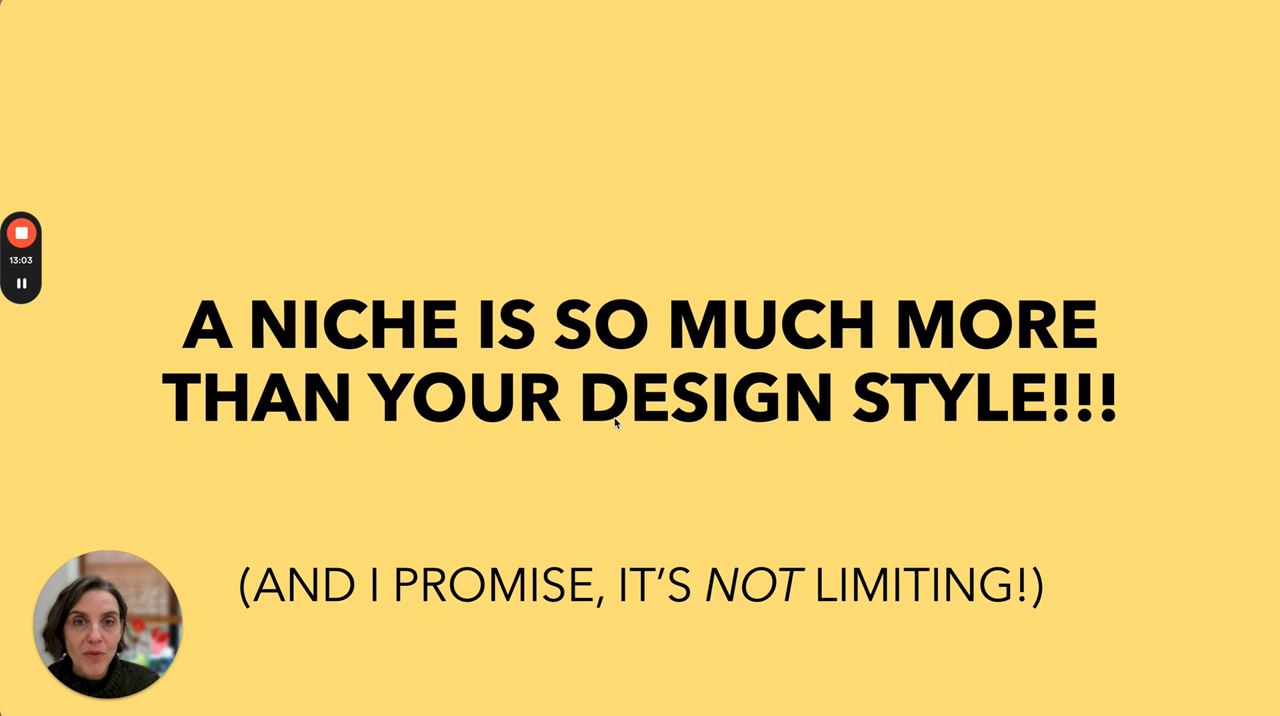 13:03
A NICHE IS SO MUCH MORE
THAN YOUR DESIGN STYLE!!!
(AND I PROMISE, IT’S NOT LIMITING!)